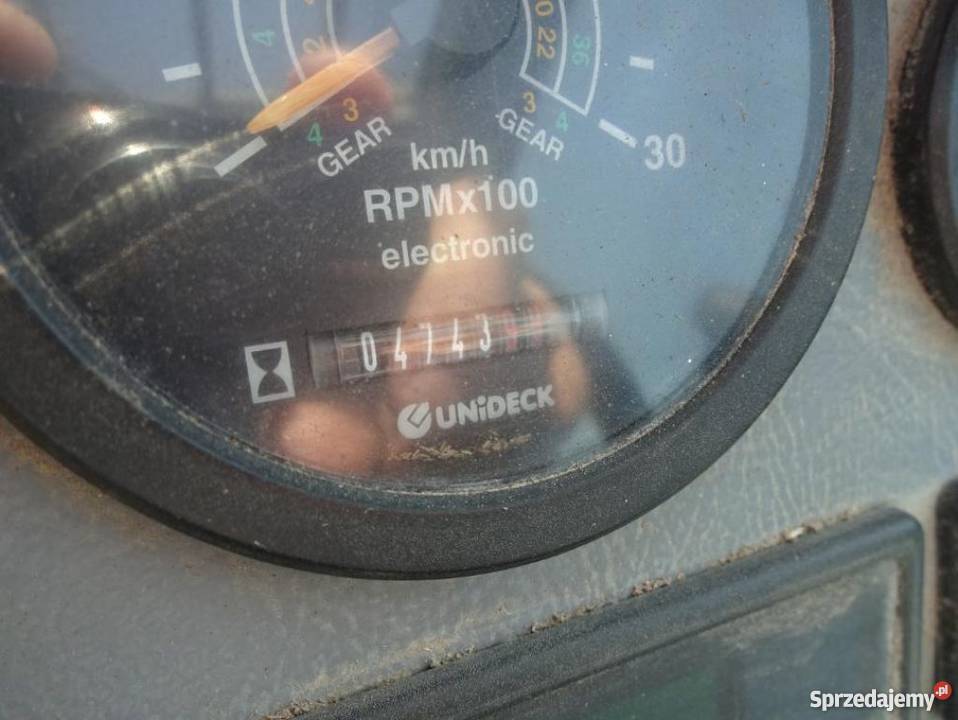 4
2
0
22
36
3
4
GEAR
3
4
GEAR
30
km/h
RPMx100
electronic
04743
UNiDECK
Sprzedajemy.pl